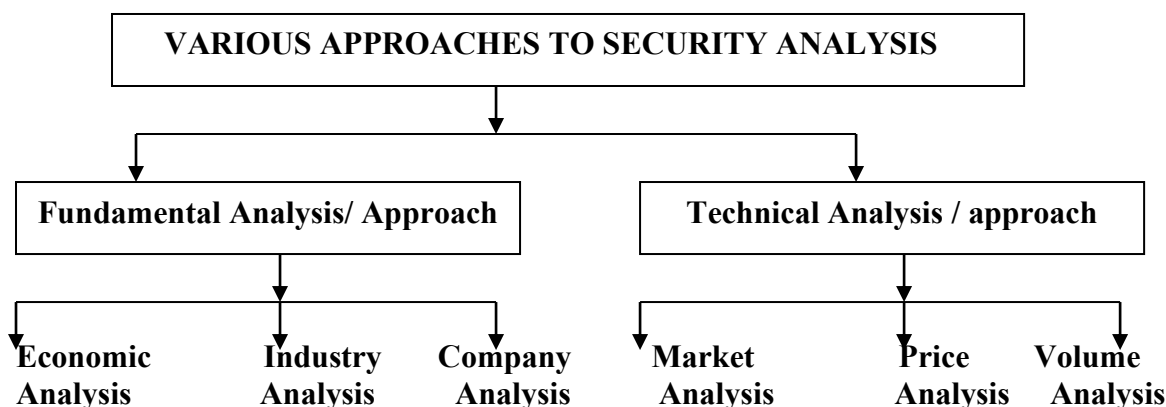 VARIOUS APPROACHES TO SECURITY ANALYSIS
Fundamental Analysis/ Approach
Technical Analysis / approach
Economic Analysis
Industry Analysis
Company Analysis
Market Analysis
Price Analysis
Volume Analysis